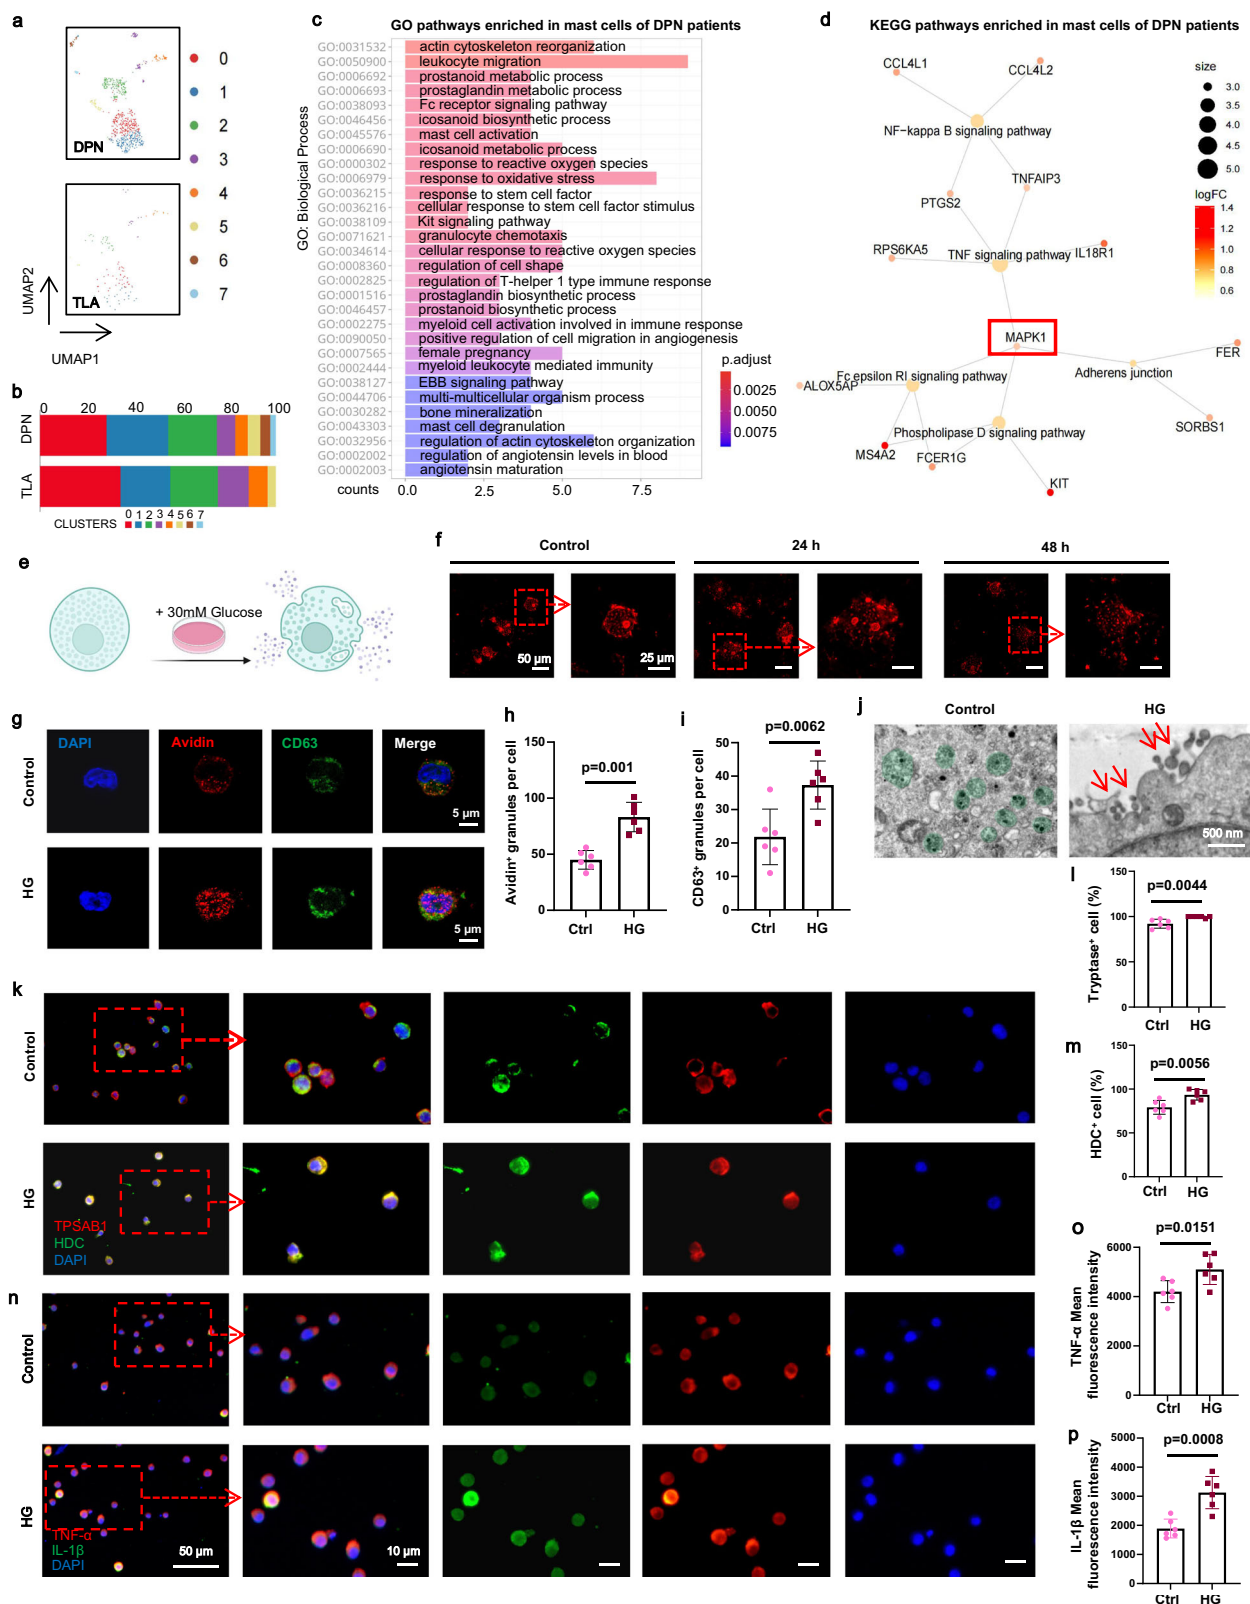 a
DPN
TLA
UMAP2
UMAP1
0
1
2
3
4
5
6
7
b
0 20 40 60 80 100
DPN
TLA
CLUSTERS 0 1 2 3 4 5 6 7
c
GO pathways enriched in mast cells of DPN patients
GO: Biological Process
GO:0031532 actin cytoskeleton reorganization
GO:0050900 leukocyte migration
GO:0006692 prostanoid metabolic process
GO:0006693 prostaglandin metabolic process
GO:0038093 Fc receptor signaling pathway
GO:0046456 icosanoid biosynthetic process
GO:0045576 mast cell activation
GO:0006690 icosanoid metabolic process
GO:0000302 response to reactive oxygen species
GO:0006979 response to oxidative stress
GO:0036215 response to stem cell factor
GO:0036216 cellular response to stem cell factor stimulus
GO:0038109 Kit signaling pathway
GO:0071621 granulocyte chemotaxis
GO:0034614 cellular response to reactive oxygen species
GO:0008360 regulation of cell shape
GO:0002825 regulation of T-helper 1 type immune response
GO:0001516 prostaglandin biosynthetic process
GO:0046457 prostanoid biosynthetic process
GO:0002275 myeloid cell activation involved in immune response
GO:0090050 positive regulation of cell migration in angiogenesis
GO:0007565 female pregnancy
GO:0002444 myeloid leukocyte mediated immunity
GO:0038127 EBB signaling pathway
GO:0044706 multi-multicellular organism process
GO:0030282 bone mineralization
GO:0043303 mast cell degranulation
GO:0032956 regulation of actin cytoskeleton organization
GO:0002002 regulation of angiotensin levels in blood
GO:0002003 angiotensin maturation
counts 0.0 2.5 5.0 7.5
p.adjust
0.0025
0.0050
0.0075
d
KEGG pathways enriched in mast cells of DPN patients
CCL4L1
CCL4L2
NF-kappa B signaling pathway
TNFAIP3
PTGS2
RPS6KA5
TNF signaling pathway
IL18R1
MAPK1
FER
Adherens junction
Fc epsilon RI signaling pathway
ALOX5AP
SORBS1
Phospholipase D signaling pathway
MS4A2
FCER1G
KIT
size
3.0
3.5
4.0
4.5
5.0
logFC
1.4
1.2
1.0
0.8
0.6
e
+ 30mM Glucose
f
Control 24 h 48 h
50 μm
25 μm
g
DAPI Avidin CD63 Merge
Control
5 μm
HG
5 μm
h
Avidin⁺ granules per cell
150
100
50
0
p=0.001
Ctrl HG
i
CD63⁺ granules per cell
50
40
30
20
10
0
p=0.0062
Ctrl HG
j
Control HG
500 nm
k
Control
HG
TPSAB1
HDC
DAPI
l
Tryptase⁺ cell (%)
150
100
50
0
p=0.0044
Ctrl HG
m
HDC⁺ cell (%)
150
100
50
0
p=0.0056
Ctrl HG
n
Control
HG
TNF-α
IL-1β
DAPI
50 μm
10 μm
o
TNF-α Mean
fluorescence intensity
6000
4000
2000
0
p=0.0151
Ctrl HG
p
IL-1β Mean
fluorescence intensity
5000
4000
3000
2000
1000
0
p=0.0008
Ctrl HG